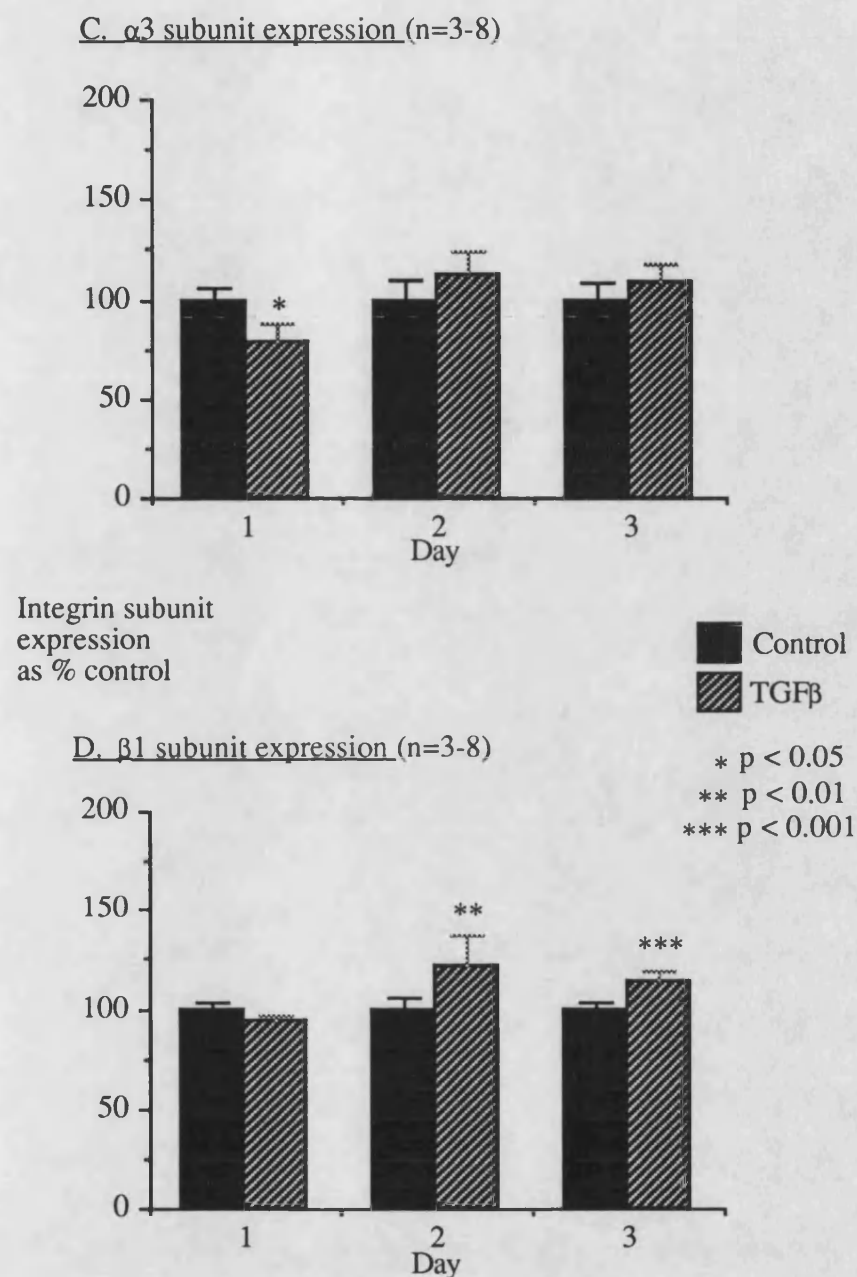 C. α3 subunit expression (n=3-8)
200
150
100
50
0
*
1
2
3
Day
Integrin subunit
expression
as % control
Control
TGFβ
* p < 0.05
** p < 0.01
*** p < 0.001
D. β1 subunit expression (n=3-8)
200
150
100
50
0
**
***
1
2
3
Day